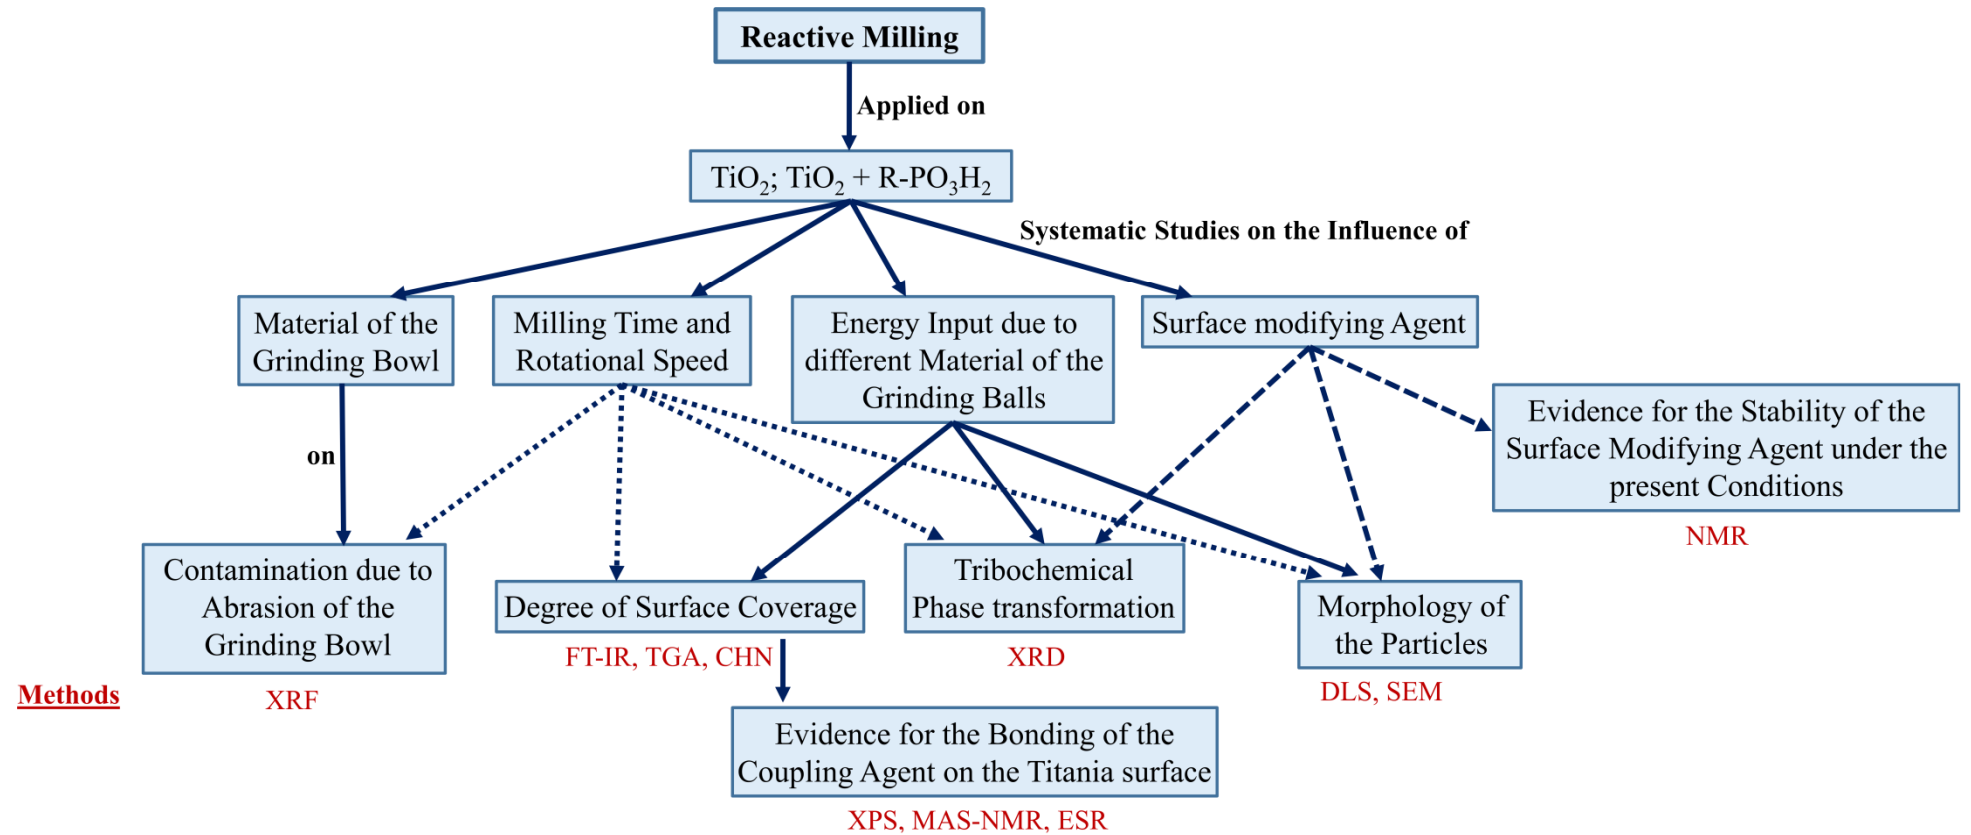 Reactive Milling
Applied on
TiO₂; TiO₂ + R-PO₃H₂
Systematic Studies on the Influence of
Material of the
Grinding Bowl
Milling Time and
Rotational Speed
Energy Input due to
different Material of the
Grinding Balls
Surface modifying Agent
Evidence for the Stability of the
Surface Modifying Agent under the
present Conditions
NMR
on
Contamination due to
Abrasion of the
Grinding Bowl
XRF
Degree of Surface Coverage
FT-IR, TGA, CHN
Tribochemical
Phase transformation
XRD
Morphology of
the Particles
DLS, SEM
Methods
Evidence for the Bonding of the
Coupling Agent on the Titania surface
XPS, MAS-NMR, ESR